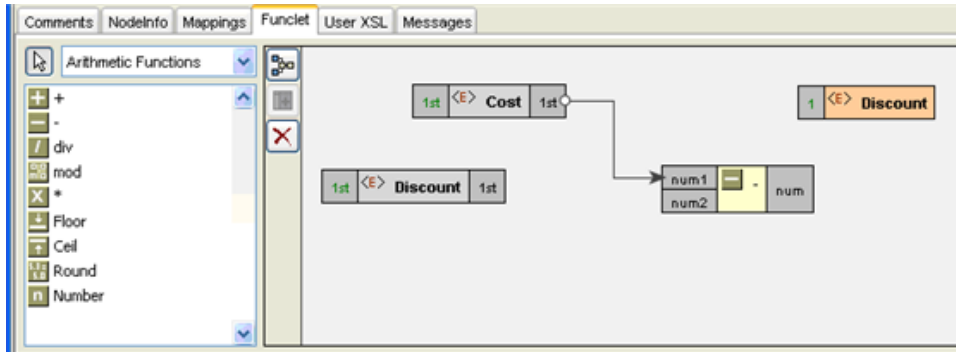 Comments NodeInfo Mappings Funclet User XSL Messages
Arithmetic Functions
+
-
div
mod
*
Floor
Ceil
Round
Number
1st <E> Cost 1st
1 <E> Discount
1st <E> Discount 1st
num1 - num
num2